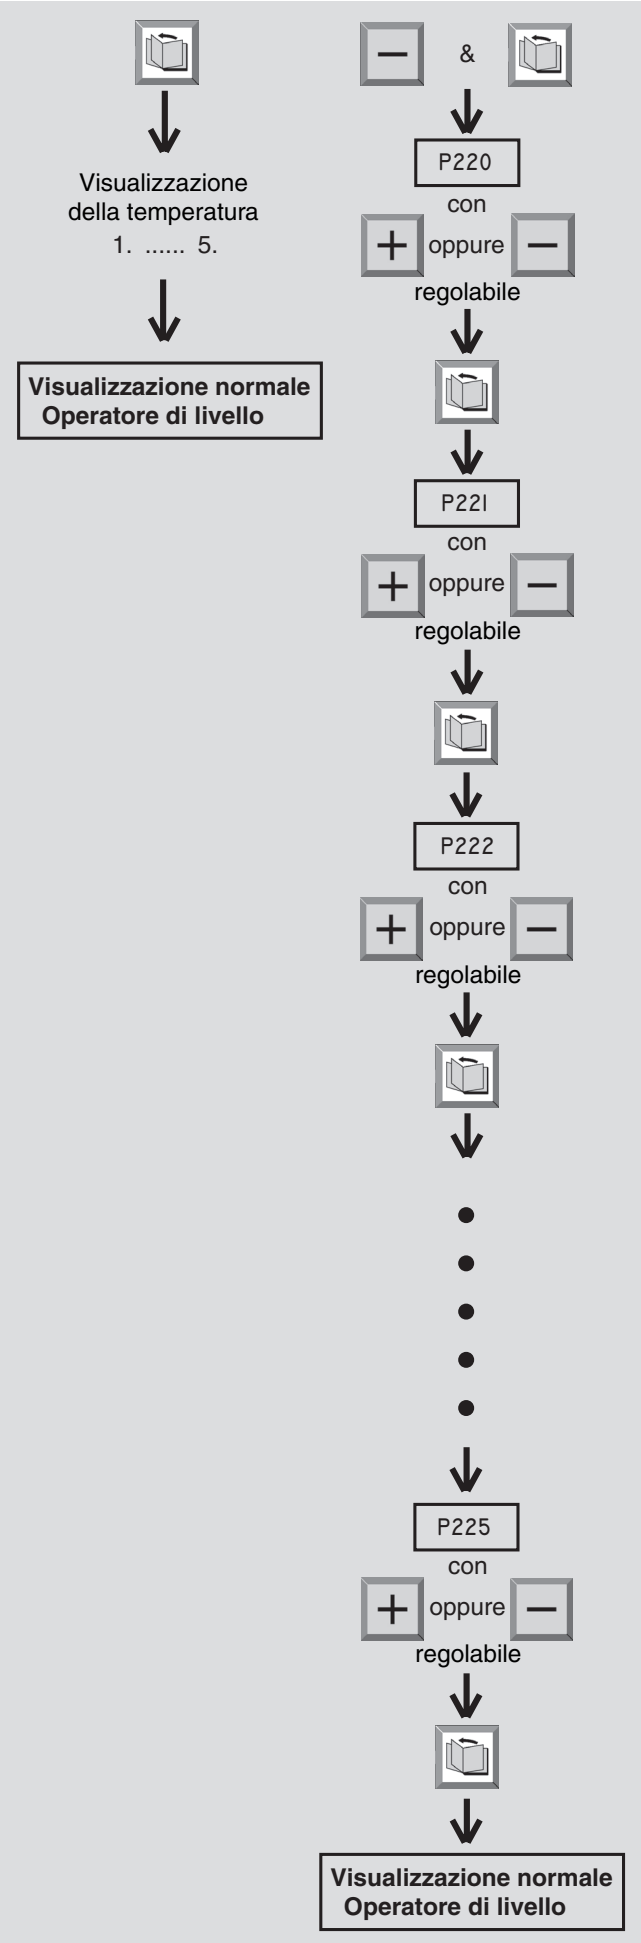 Visualizzazione
della temperatura
1. ...... 5.
Visualizzazione normale
Operatore di livello
− &
P220
con
+ oppure −
regolabile
P221
con
+ oppure −
regolabile
P222
con
+ oppure −
regolabile
P225
con
+ oppure −
regolabile
Visualizzazione normale
Operatore di livello